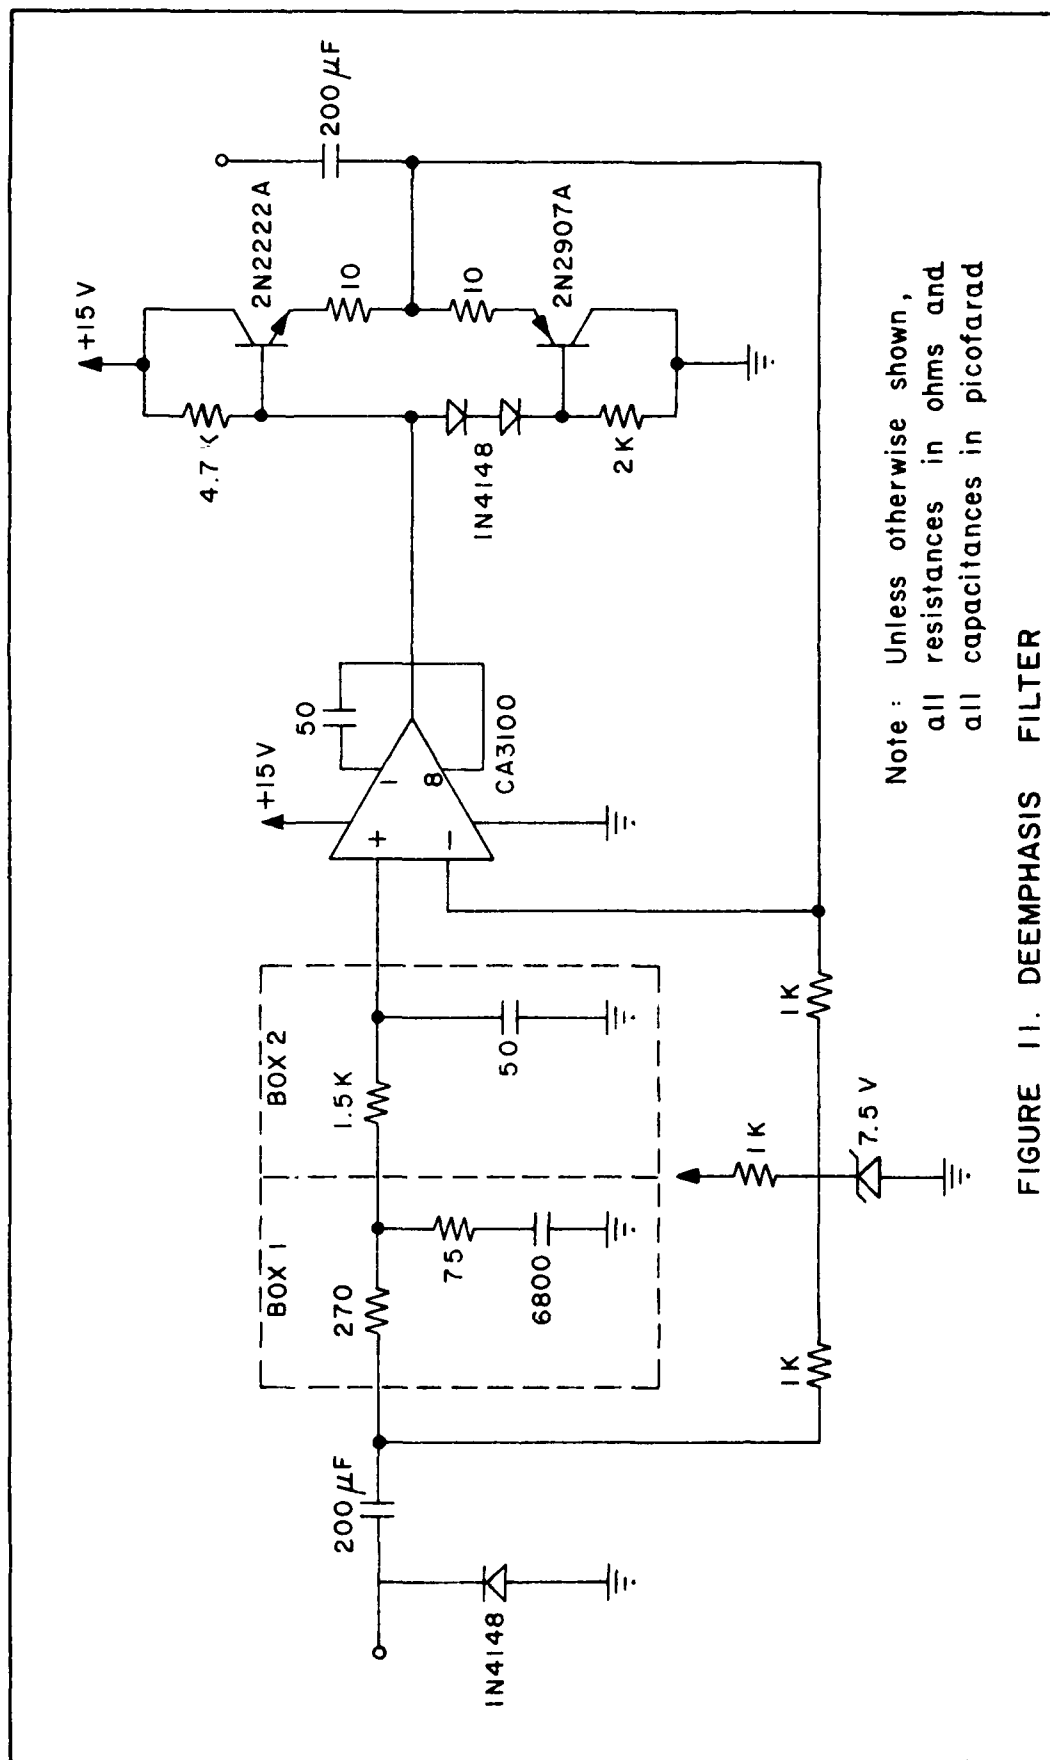 +15V
4.7K
2N2222A
200μF
10
10
1N4148
2N2907A
2K
+15V
50
1
+
8
-
CA3100
BOX 1
BOX 2
270
1.5K
75
6800
50
200μF
1N4148
1K
1K
1K
7.5V
Note: Unless otherwise shown,
all resistances in ohms and
all capacitances in picofarad
FIGURE 11. DEEMPHASIS FILTER